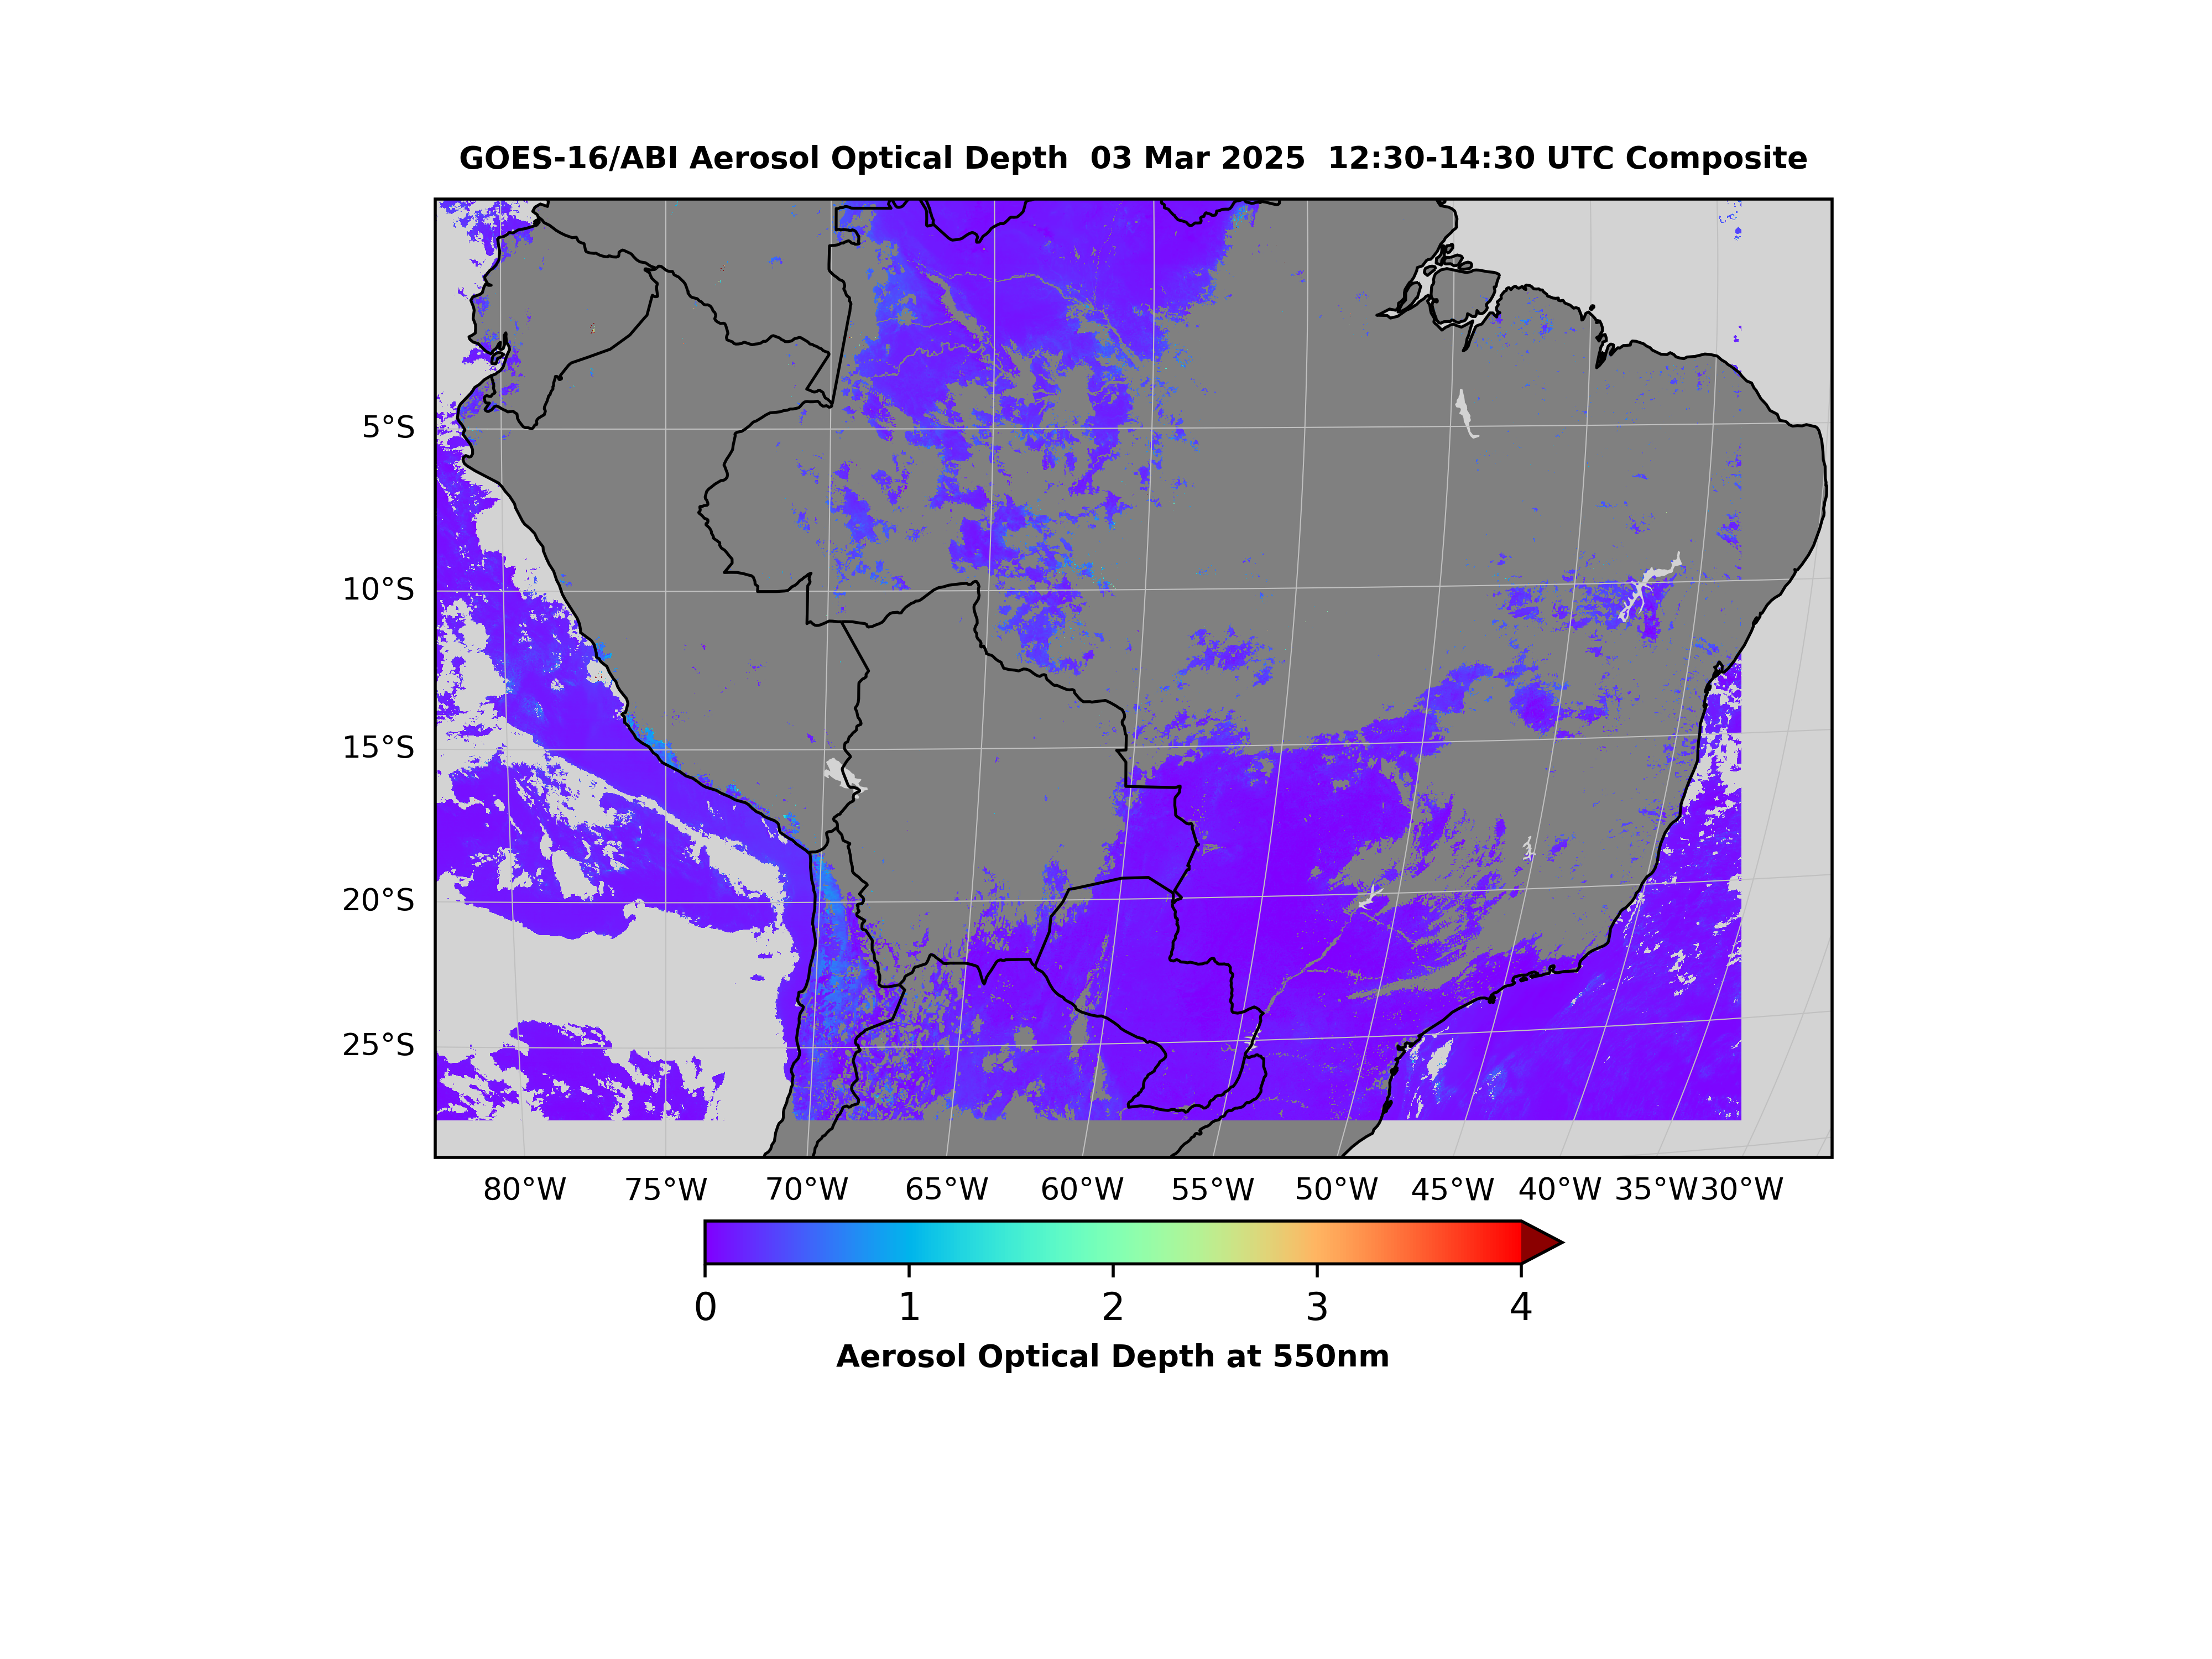 GOES-16/ABI Aerosol Optical Depth  03 Mar 2025  12:30-14:30 UTC Composite
5°S
10°S
15°S
20°S
25°S
80°W 75°W 70°W 65°W 60°W 55°W 50°W 45°W 40°W 35°W 30°W
0 1 2 3 4
Aerosol Optical Depth at 550nm